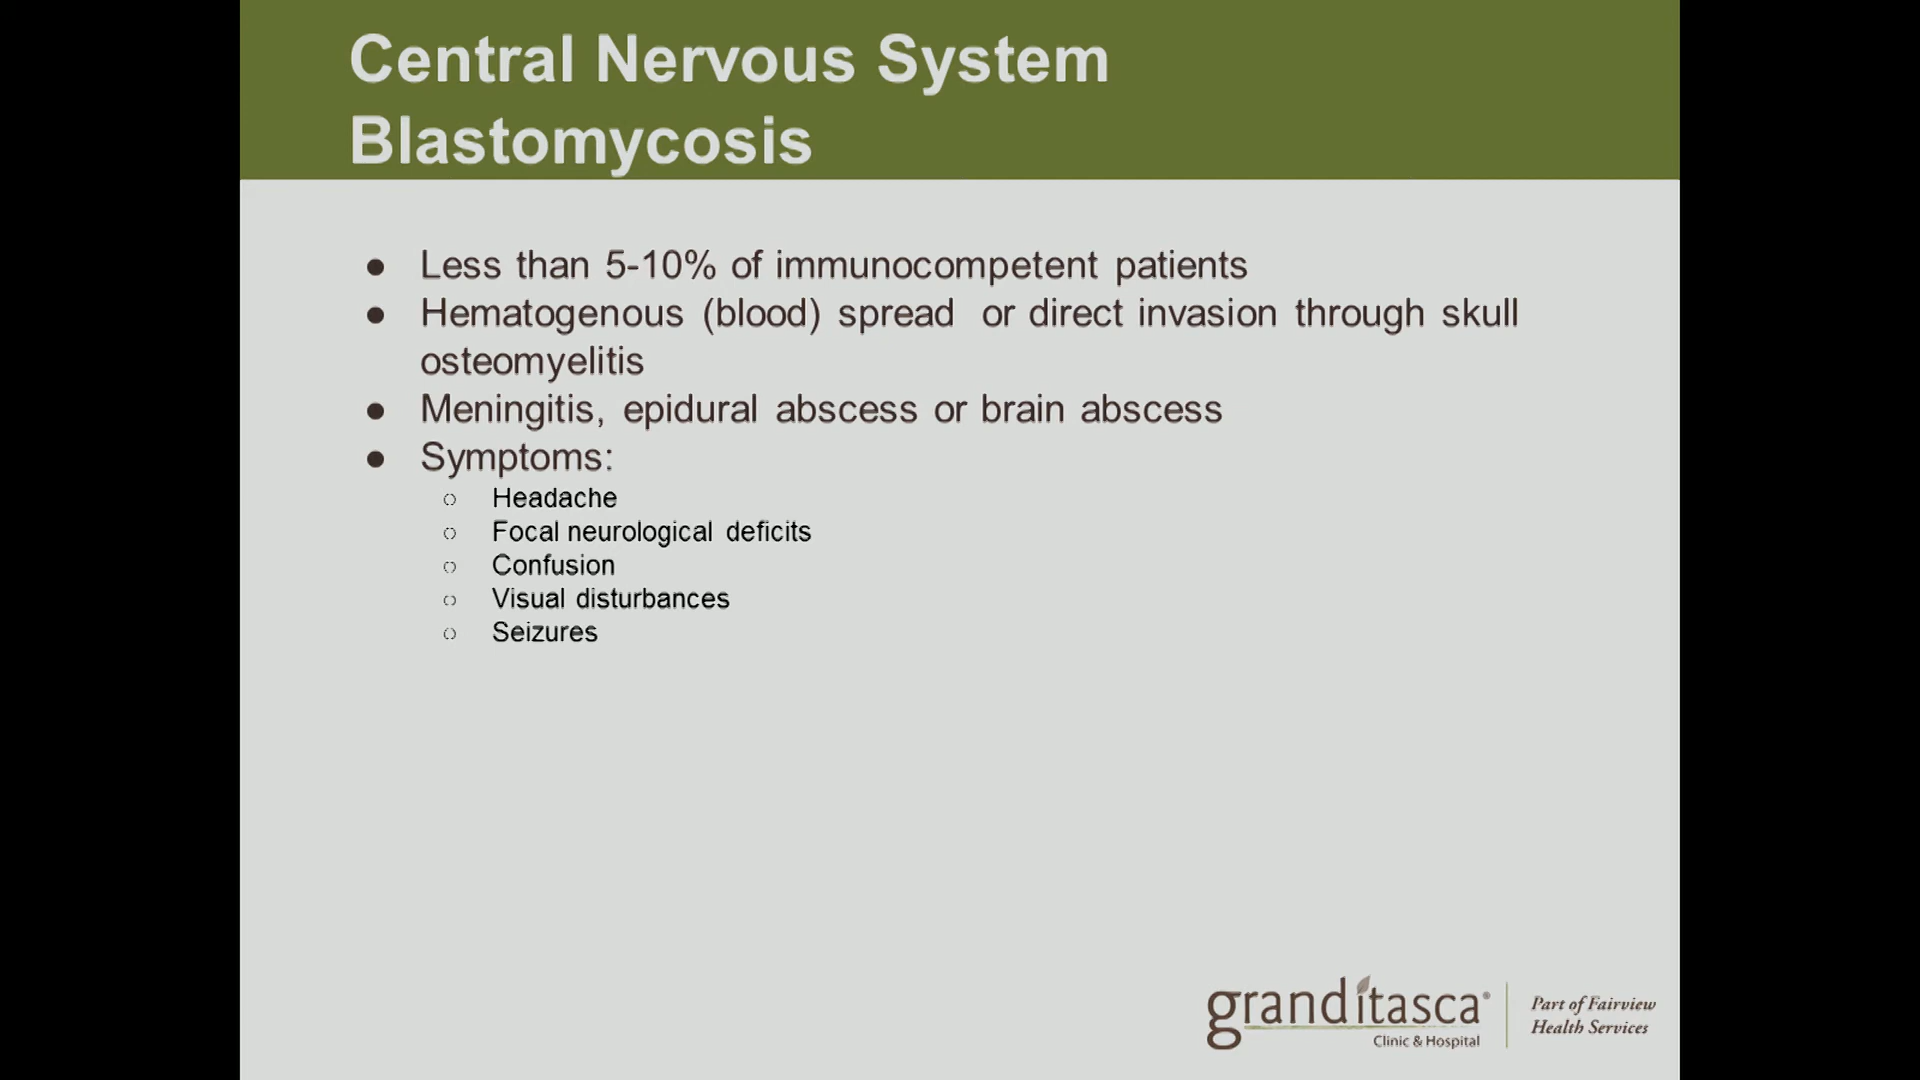 Central Nervous System
Blastomycosis
● Less than 5-10% of immunocompetent patients
● Hematogenous (blood) spread or direct invasion through skull
osteomyelitis
● Meningitis, epidural abscess or brain abscess
● Symptoms:
○ Headache
○ Focal neurological deficits
○ Confusion
○ Visual disturbances
○ Seizures
grand itasca®
Clinic & Hospital
Part of Fairview
Health Services